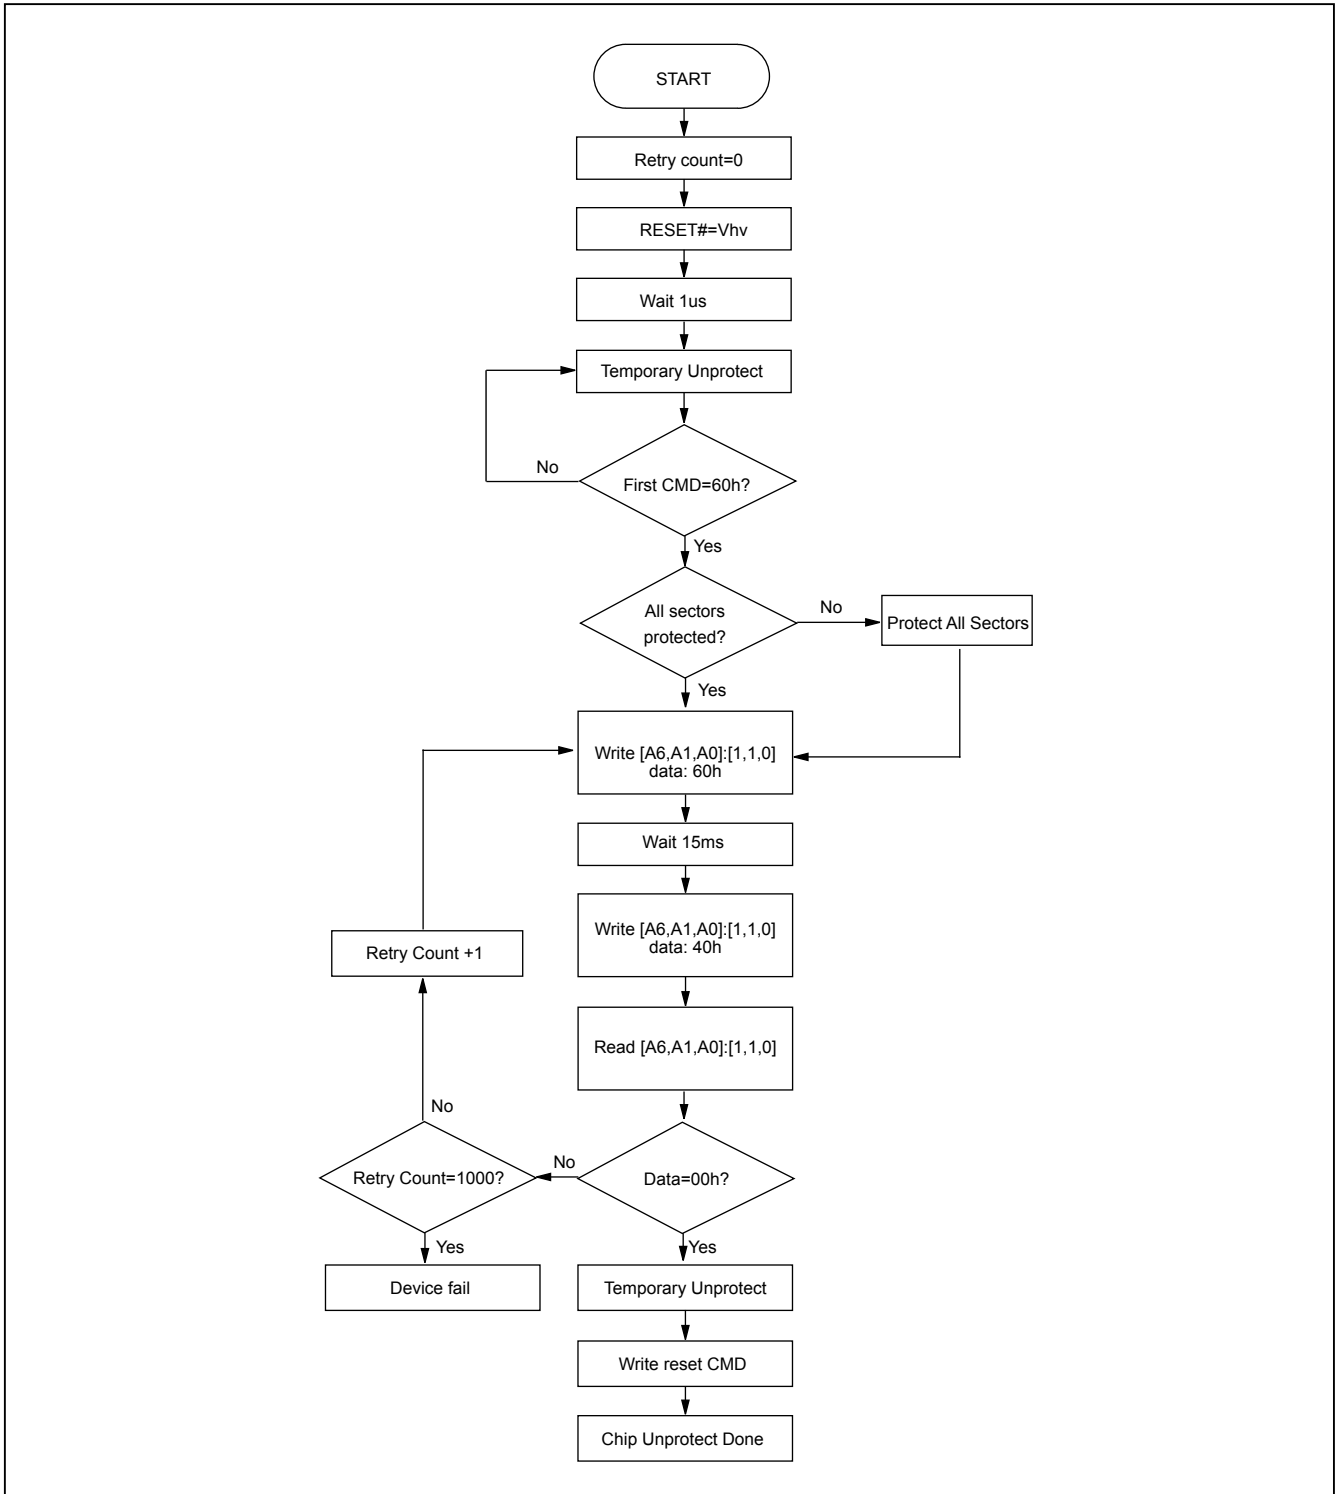 START
Retry count=0
RESET#=Vhv
Wait 1us
Temporary Unprotect
No
First CMD=60h?
Yes
All sectors
protected?
No
Protect All Sectors
Yes
Write [A6,A1,A0]:[1,1,0]
data: 60h
Wait 15ms
Write [A6,A1,A0]:[1,1,0]
data: 40h
Retry Count +1
Read [A6,A1,A0]:[1,1,0]
No
Retry Count=1000?
No
Data=00h?
Yes
Yes
Device fail
Temporary Unprotect
Write reset CMD
Chip Unprotect Done